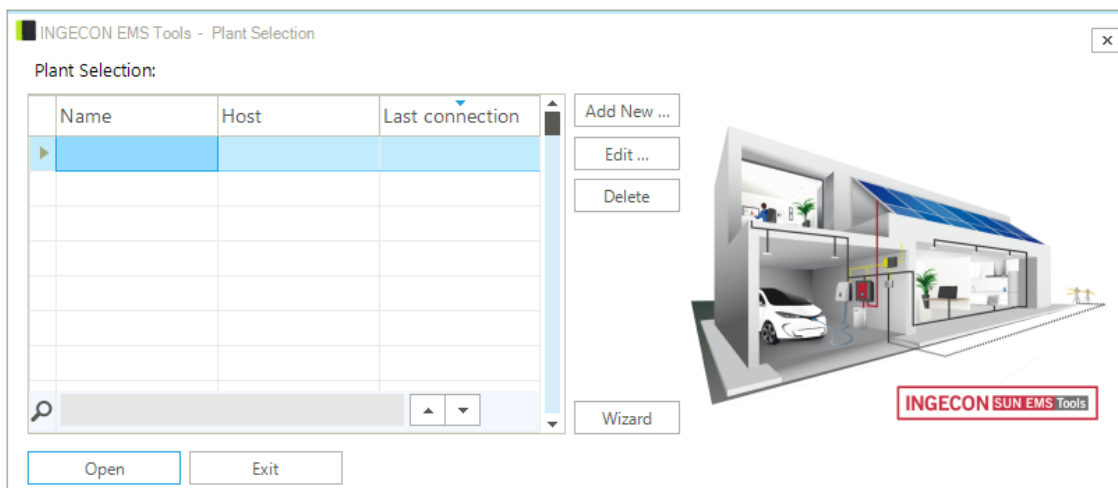 INGECON EMS Tools - Plant Selection
Plant Selection:
Name Host Last connection
Add New ...
Edit ...
Delete
Wizard
INGECON SUN EMS Tools
Open Exit